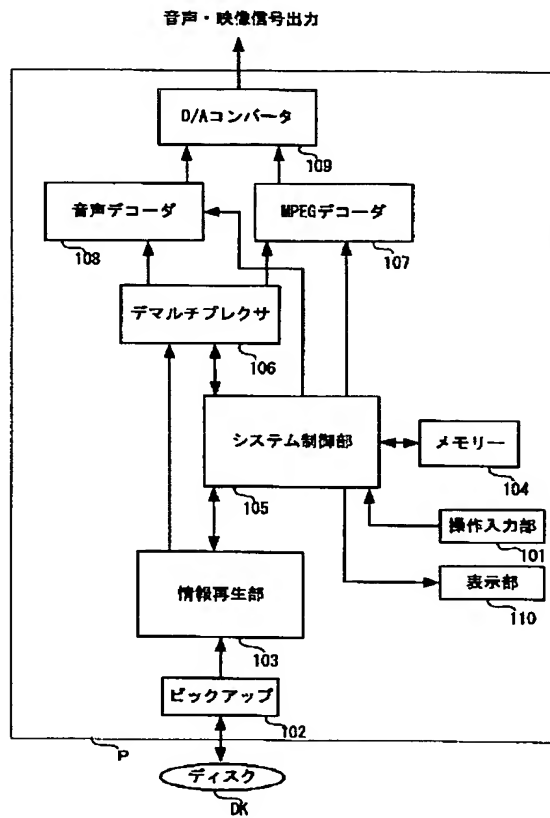 音声・映像信号出力
D/Aコンバータ
109
音声デコーダ
108
MPEGデコーダ
107
デマルチプレクサ
106
システム制御部
105
メモリー
104
操作入力部
101
表示部
110
情報再生部
103
ピックアップ
102
P
ディスク
DK